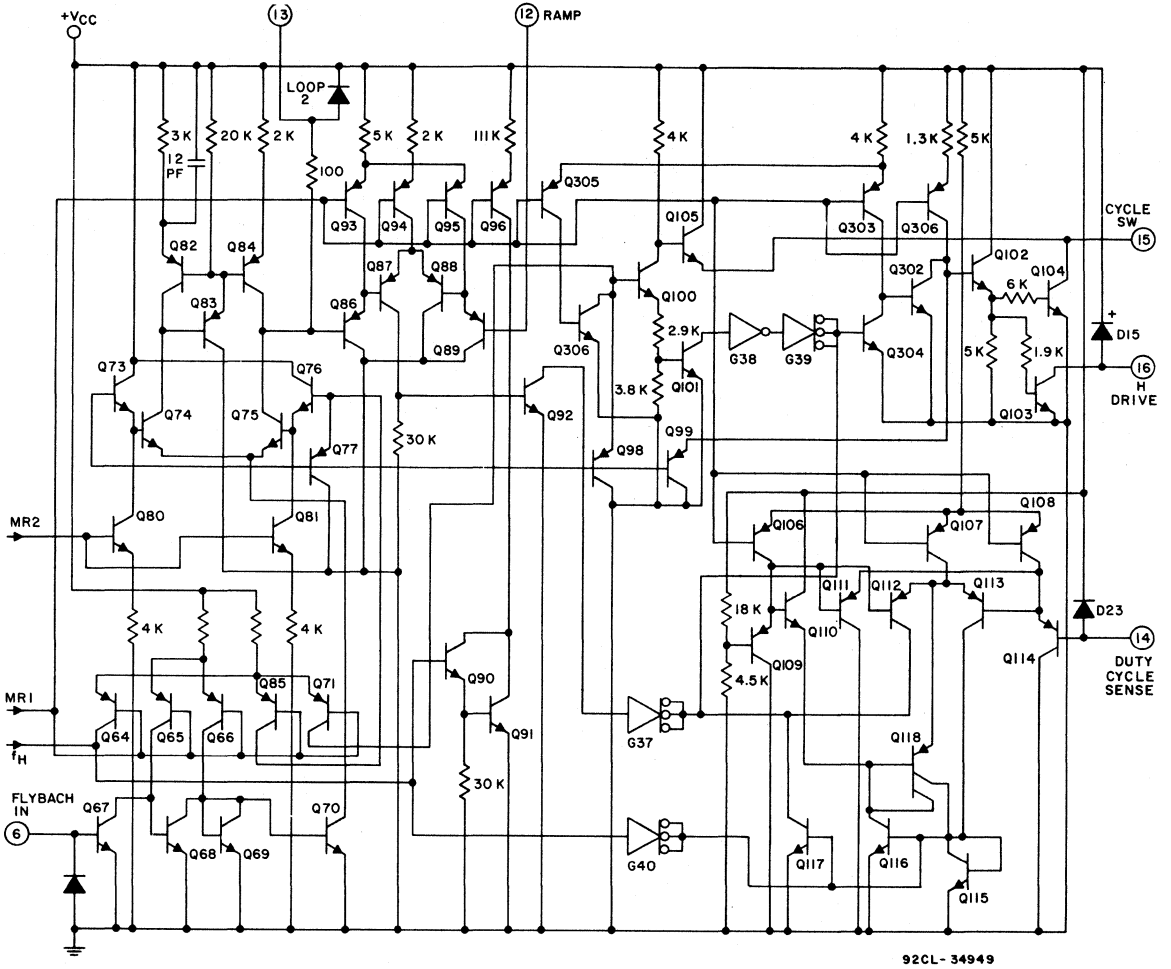 +VCC
13
12 RAMP
LOOP
2
3K
12
PF
20K
2K
100
5K
2K
111K
4K
4K
1.3K
5K
Q93
Q94
Q95
Q96
Q305
Q105
Q303
Q306
CYCLE
SW
15
Q82
Q84
Q83
Q87
Q88
Q86
Q89
Q306
Q100
2.9K
Q302
Q102
6K
Q104
G38
G39
Q304
5K
1.9K
+
D15
16
H
DRIVE
Q73
Q76
Q74
Q75
Q77
30K
Q92
3.8K
Q101
Q98
Q99
Q103
MR2
Q80
Q81
Q106
Q107
Q108
4K
4K
18K
Q110
Q111
Q112
Q113
D23
14
DUTY
CYCLE
SENSE
Q109
4.5K
Q114
Q90
MR1
Q64
Q65
Q66
Q85
Q71
Q91
G37
fH
30K
Q118
FLYBACH
IN
6
Q67
Q68
Q69
Q70
G40
Q117
Q116
Q115
92CL-34949